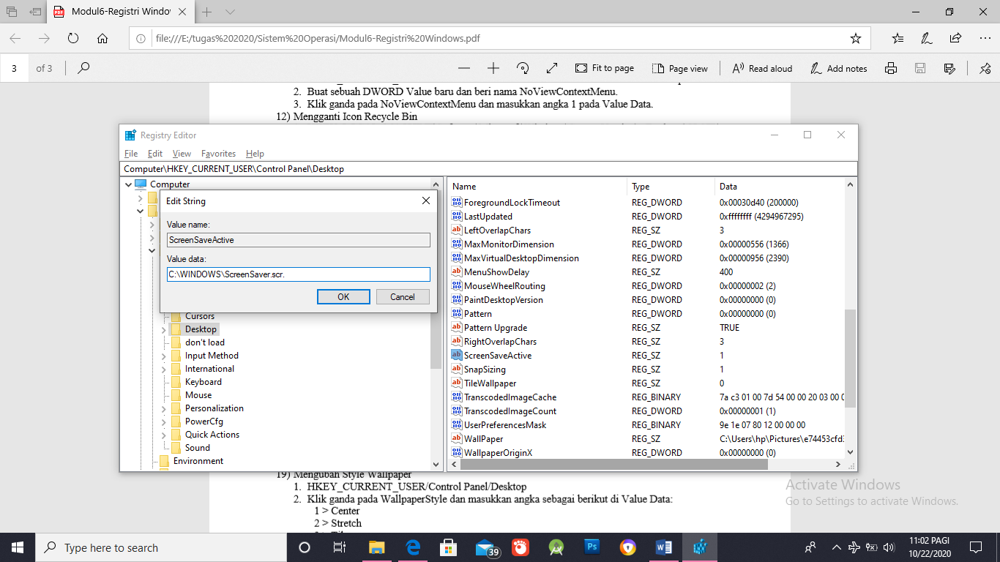 Modul6-Registri Windov
file:///E:/tugas%202020/Sistem%20Operasi/Modul6-Registri%20Windows.pdf
3 of 3
Fit to page
Page view
Read aloud
Add notes
2. Buat sebuah DWORD Value baru dan beri nama NoViewContextMenu.
3. Klik ganda pada NoViewContextMenu dan masukkan angka 1 pada Value Data.
12) Mengganti Icon Recycle Bin
Registry Editor
File Edit View Favorites Help
Computer\HKEY_CURRENT_USER\Control Panel\Desktop
Computer
Edit String
Value name:
ScreenSaveActive
Value data:
C:\WINDOWS\ScreenSaver.scr.
OK
Cancel
Cursors
Desktop
don't load
Input Method
International
Keyboard
Mouse
Personalization
PowerCfg
Quick Actions
Sound
Environment
Name Type Data
ForegroundLockTimeout REG_DWORD 0x00030d40 (200000)
LastUpdated REG_DWORD 0xffffffff (4294967295)
LeftOverlapChars REG_SZ 3
MaxMonitorDimension REG_DWORD 0x00000556 (1366)
MaxVirtualDesktopDimension REG_DWORD 0x00000956 (2390)
MenuShowDelay REG_SZ 400
MouseWheelRouting REG_DWORD 0x00000002 (2)
PaintDesktopVersion REG_DWORD 0x00000000 (0)
Pattern REG_DWORD 0x00000000 (0)
Pattern Upgrade REG_SZ TRUE
RightOverlapChars REG_SZ 3
ScreenSaveActive REG_SZ 1
SnapSizing REG_SZ 1
TileWallpaper REG_SZ 0
TranscodedImageCache REG_BINARY 7a c3 01 00 7d 54 00 00 20 03 00 0
TranscodedImageCount REG_DWORD 0x00000001 (1)
UserPreferencesMask REG_BINARY 9e 1e 07 80 12 00 00 00
WallPaper REG_SZ C:\Users\hp\Pictures\e74453cfd
WallpaperOriginX REG_DWORD 0x00000000 (0)
19) Mengubah Style Wallpaper
1. HKEY_CURRENT_USER/Control Panel/Desktop
2. Klik ganda pada WallpaperStyle dan masukkan angka sebagai berikut di Value Data:
1 > Center
2 > Stretch
Activate Windows
Go to Settings to activate Windows.
Type here to search
39
Ps
11:02 PAGI
10/22/2020